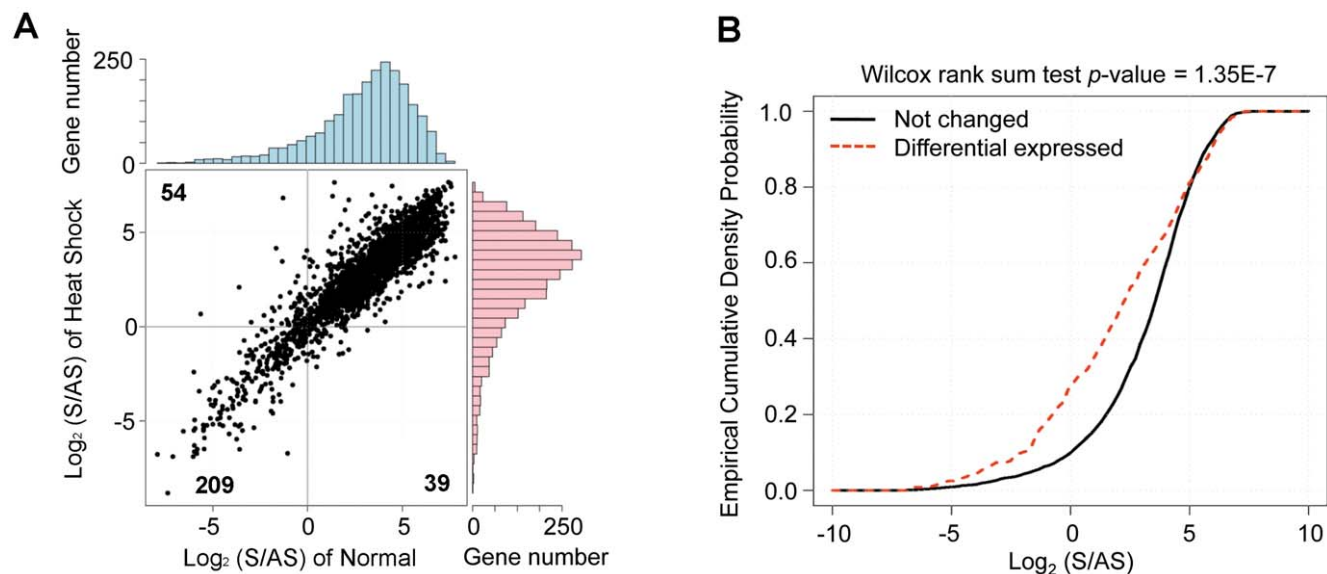 A
250
0
Gene number
54
209
39
5
0
-5
Log₂ (S/AS) of Heat Shock
-5
0
5
Log₂ (S/AS) of Normal
0
250
Gene number
B
Wilcox rank sum test p-value = 1.35E-7
Not changed
Differential expressed
1.0
0.8
0.6
0.4
0.2
0.0
Empirical Cumulative Density Probability
-10
-5
0
5
10
Log₂ (S/AS)